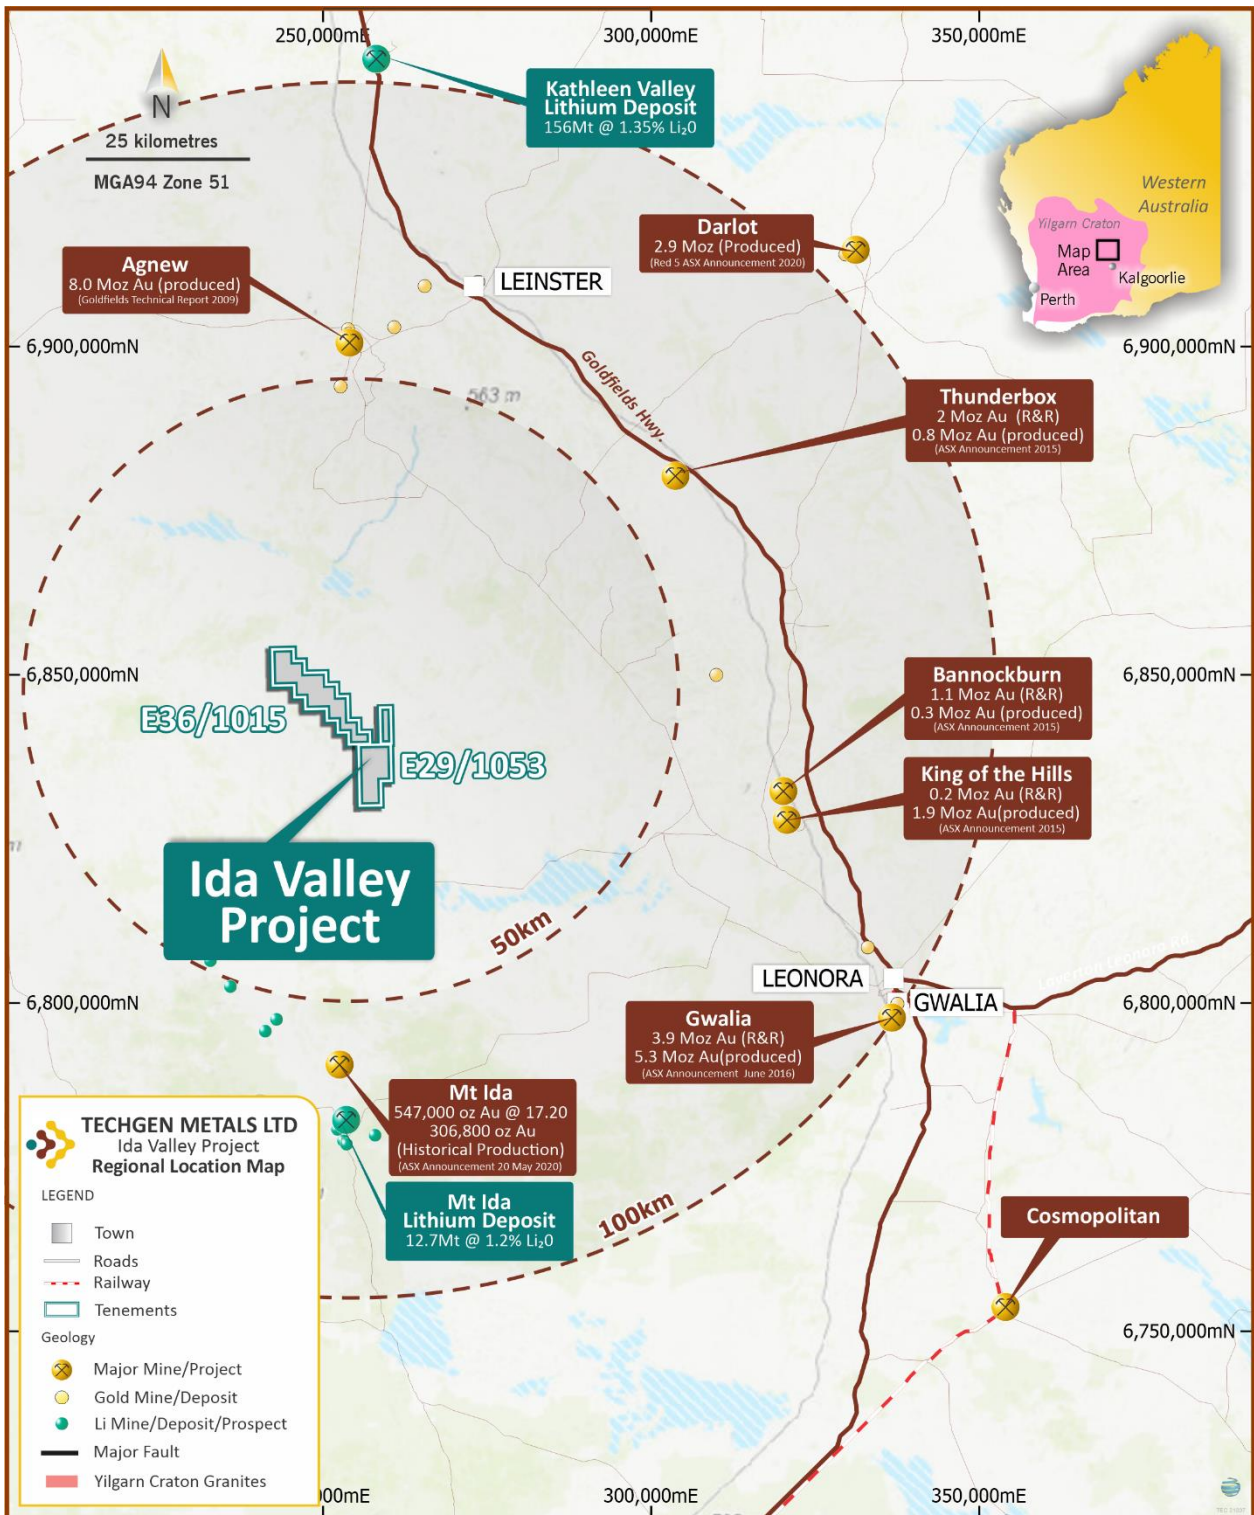 250,000mE
300,000mE
350,000mE
N
25 kilometres
MGA94 Zone 51
Kathleen Valley
Lithium Deposit
156Mt @ 1.35% Li₂0
Western
Australia
Yilgarn Craton
Map
Area
Kalgoorlie
Perth
Darlot
2.9 Moz (Produced)
(Red 5 ASX Announcement 2020)
Agnew
8.0 Moz Au (produced)
(Goldfields Technical Report 2009)
LEINSTER
6,900,000mN
6,900,000mN
Goldfields Hwy.
563 m
Thunderbox
2 Moz Au (R&R)
0.8 Moz Au (produced)
(ASX Announcement 2015)
6,850,000mN
6,850,000mN
E36/1015
E29/1053
Bannockburn
1.1 Moz Au (R&R)
0.3 Moz Au (produced)
(ASX Announcement 2015)
King of the Hills
0.2 Moz Au (R&R)
1.9 Moz Au(produced)
(ASX Announcement 2015)
Ida Valley
Project
50km
LEONORA
Laverton Leonora Rd
GWALIA
6,800,000mN
6,800,000mN
Gwalia
3.9 Moz Au (R&R)
5.3 Moz Au(produced)
(ASX Announcement June 2016)
Mt Ida
547,000 oz Au @ 17.20
306,800 oz Au
(Historical Production)
(ASX Announcement 20 May 2020)
Mt Ida
Lithium Deposit
12.7Mt @ 1.2% Li₂0
100km
Cosmopolitan
6,750,000mN
TECHGEN METALS LTD
Ida Valley Project
Regional Location Map
LEGEND
Town
Roads
Railway
Tenements
Geology
Major Mine/Project
Gold Mine/Deposit
Li Mine/Deposit/Prospect
Major Fault
Yilgarn Craton Granites
00mE
300,000mE
350,000mE